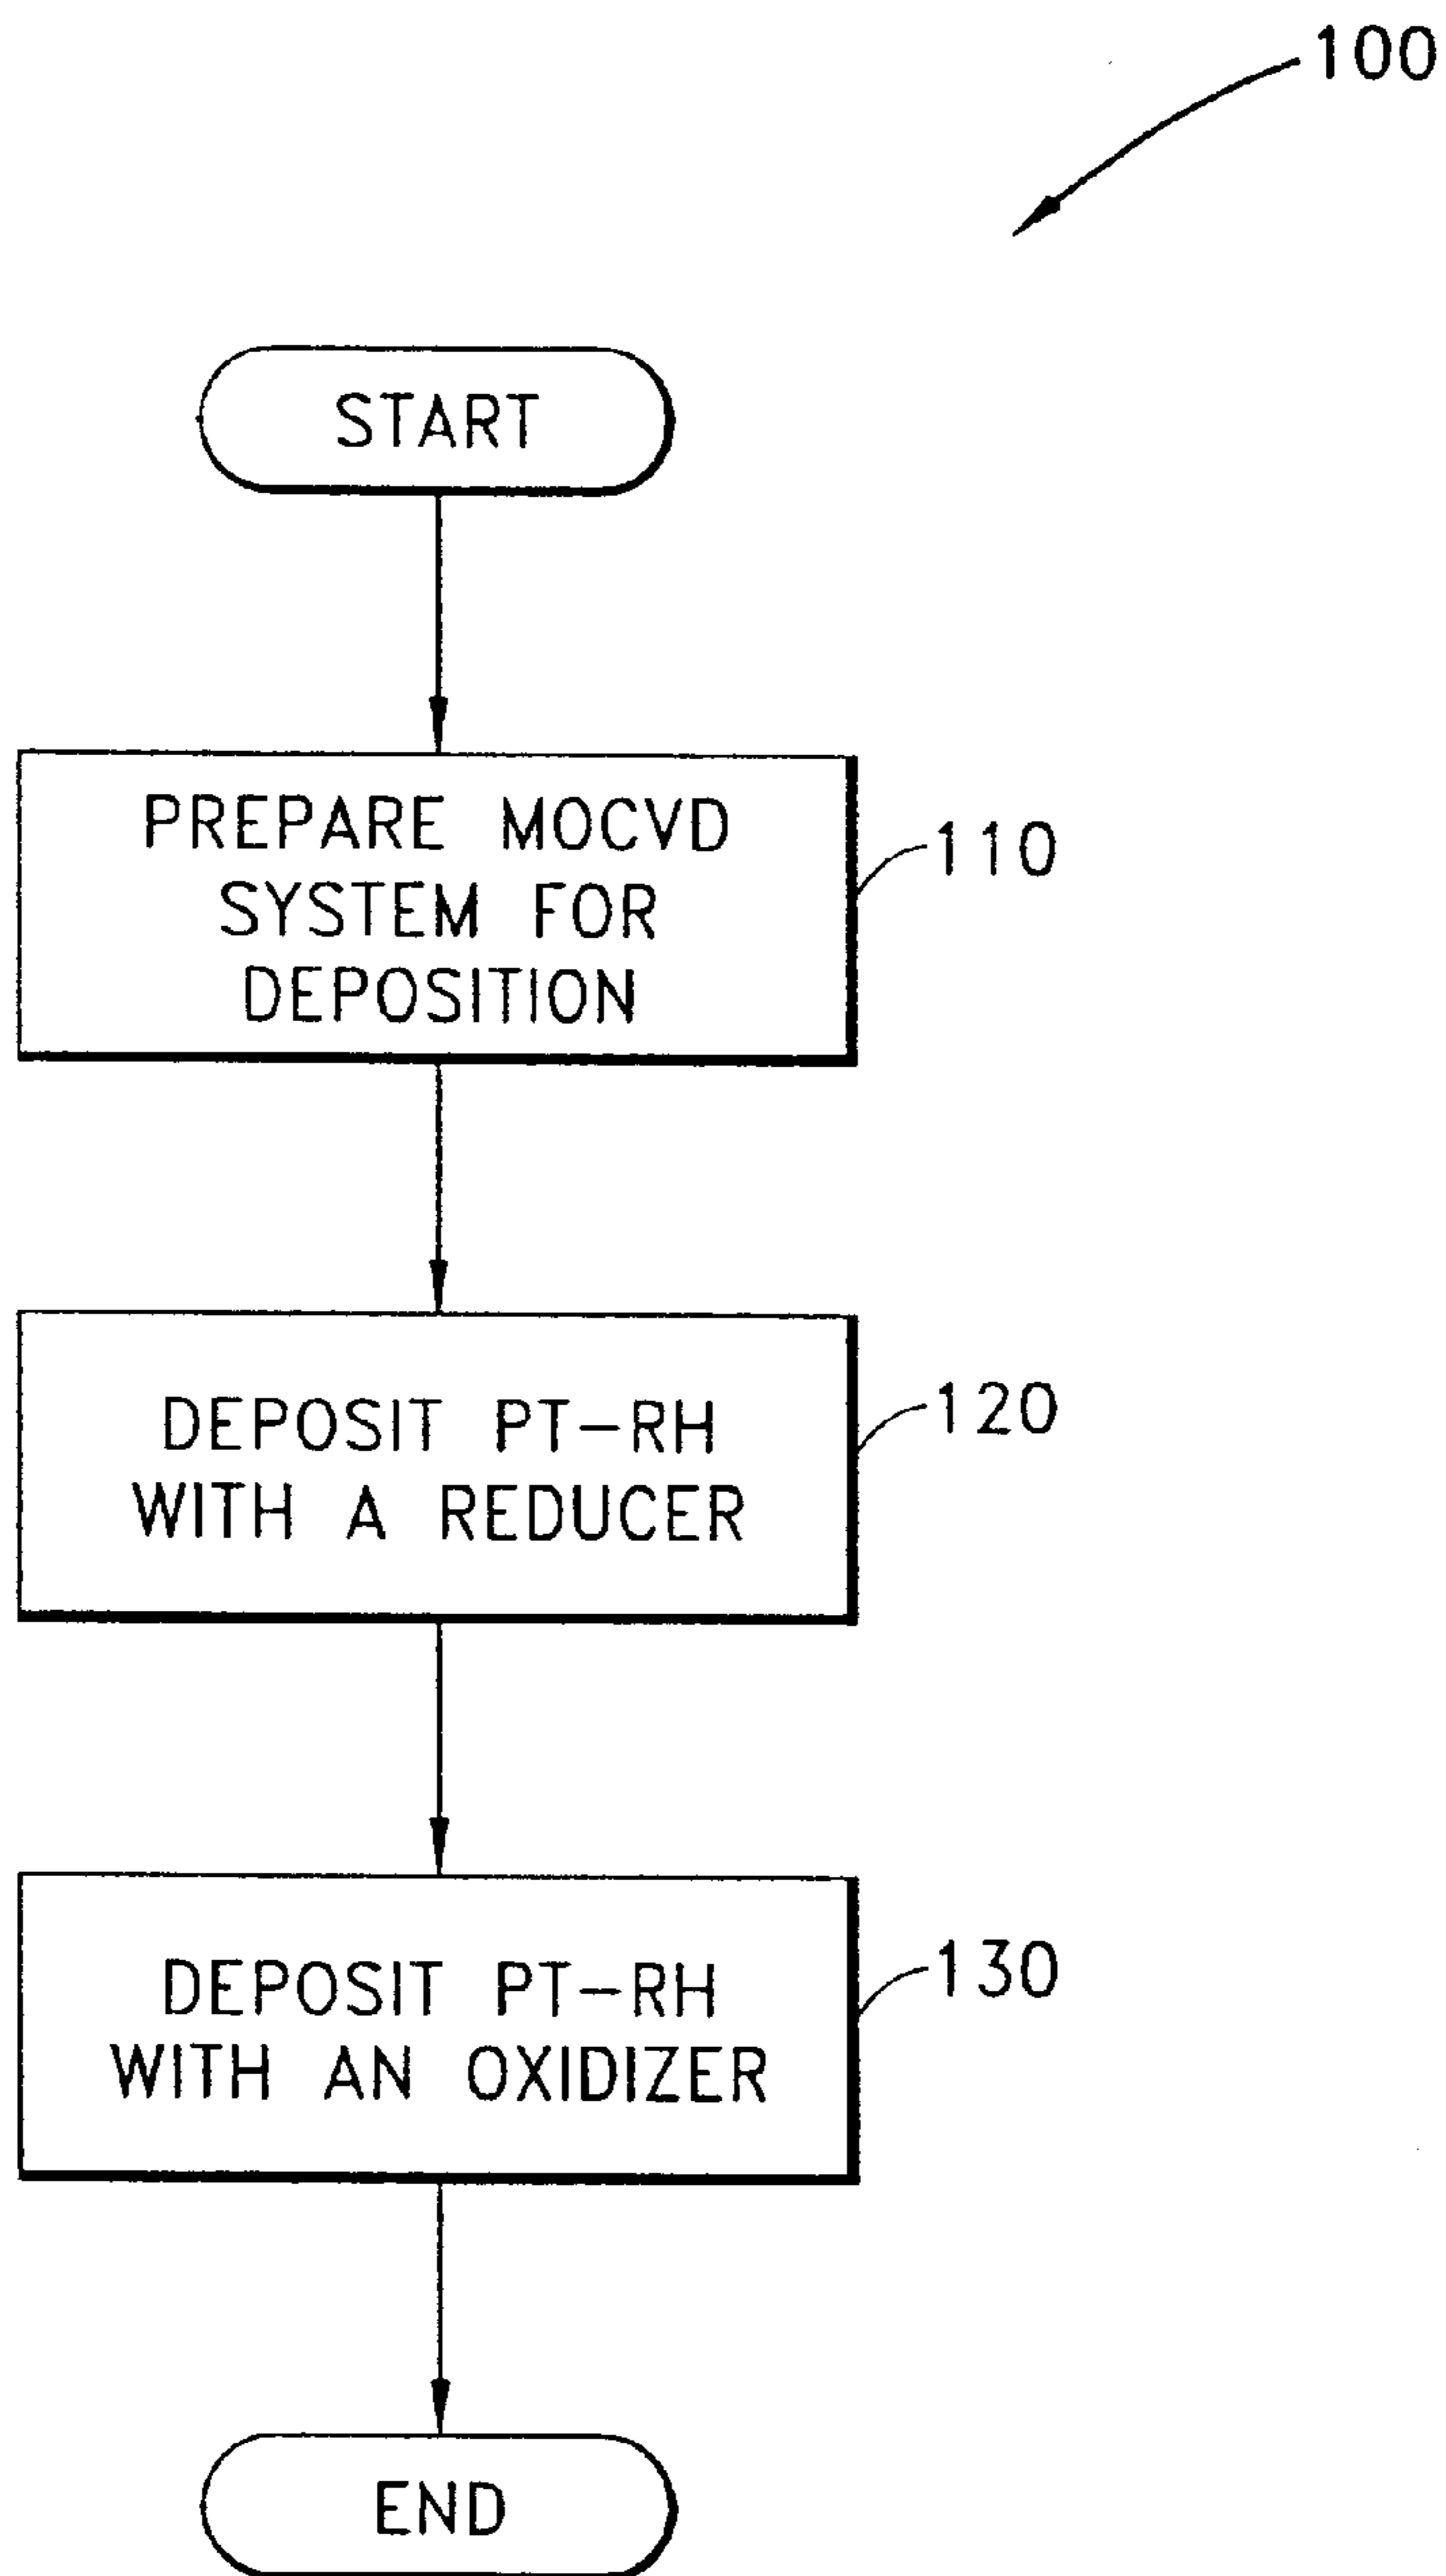 100
START
PREPARE MOCVD
SYSTEM FOR
DEPOSITION
110
DEPOSIT PT-RH
WITH A REDUCER
120
DEPOSIT PT-RH
WITH AN OXIDIZER
130
END